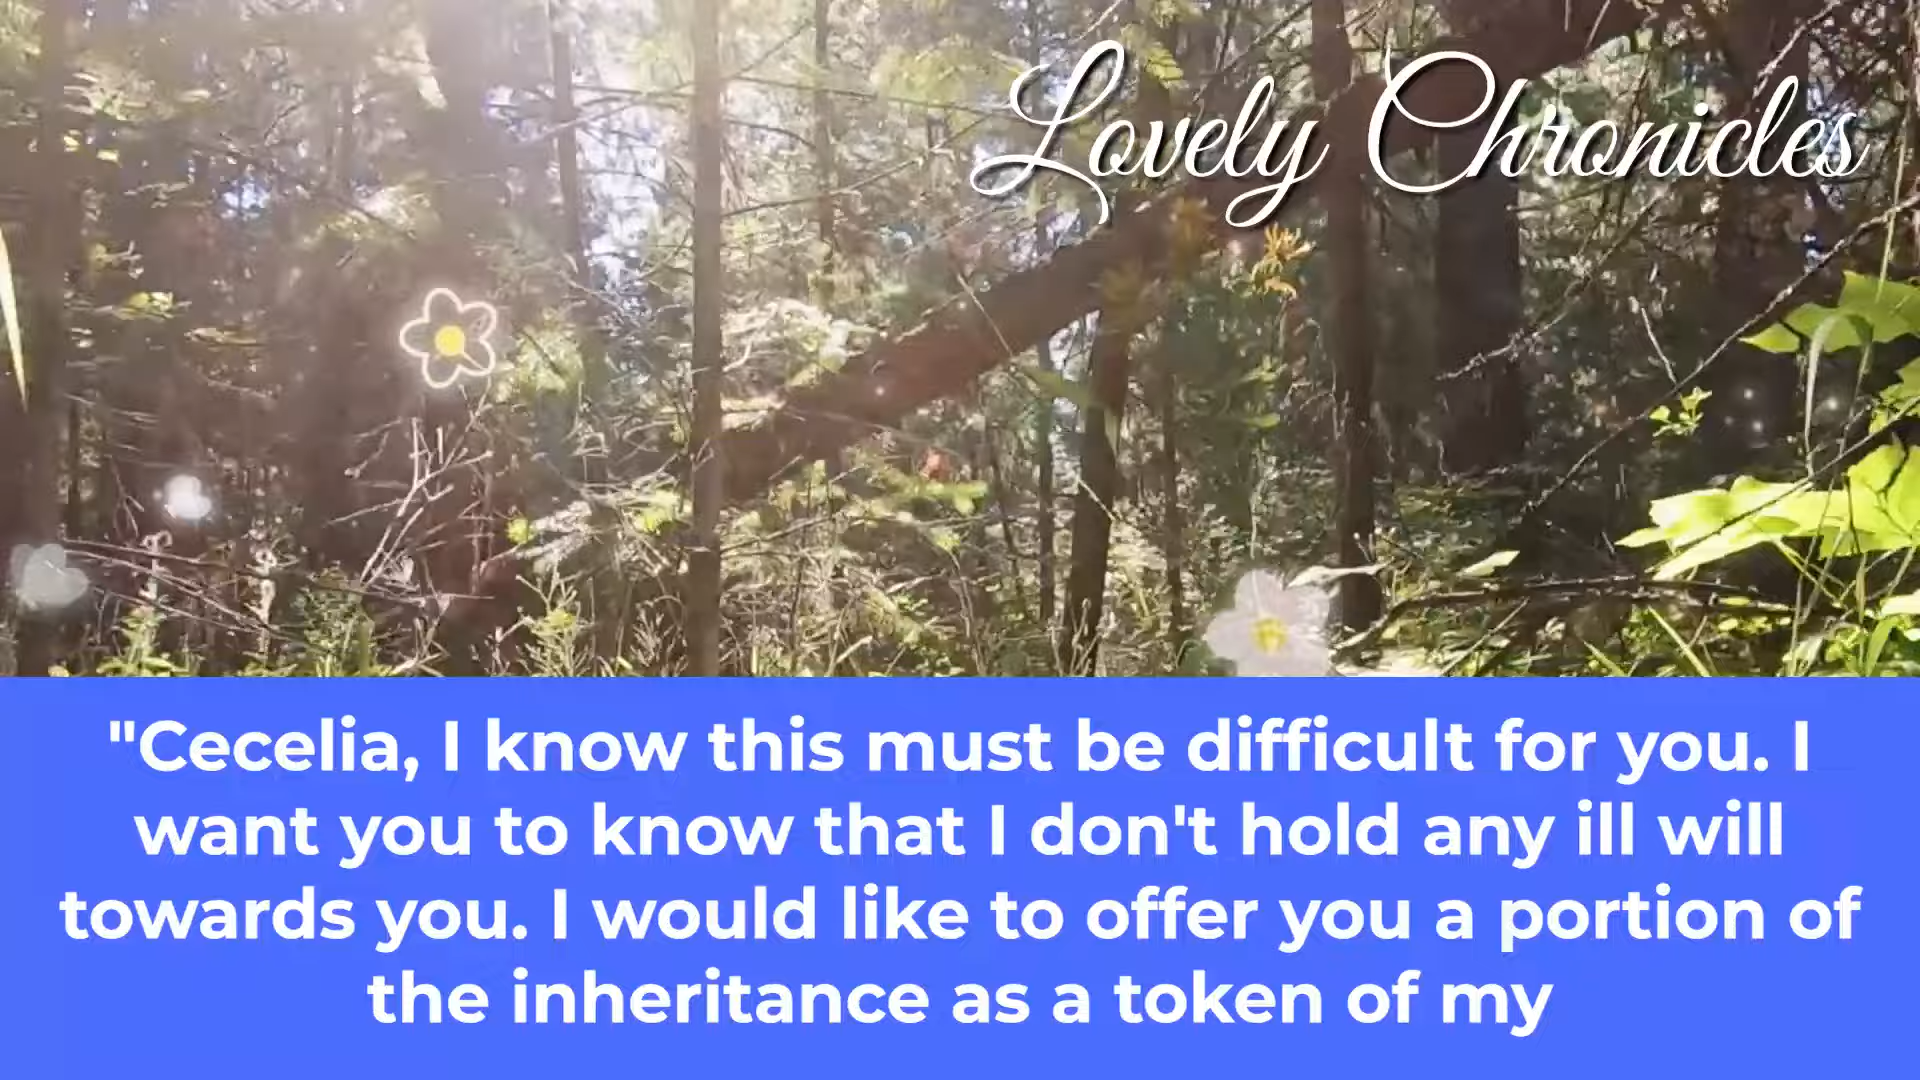 Lovely Chronicles
"Cecelia, I know this must be difficult for you. I
want you to know that I don't hold any ill will
towards you. I would like to offer you a portion of
the inheritance as a token of my